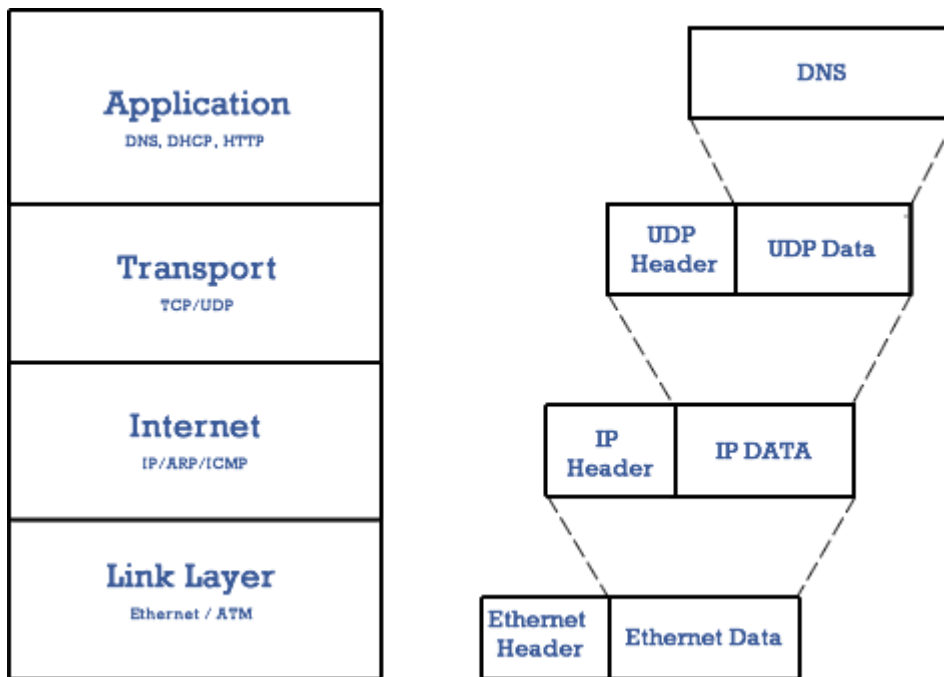 Application
DNS, DHCP, HTTP
Transport
TCP/UDP
Internet
IP/ARP/ICMP
Link Layer
Ethernet / ATM
DNS
UDP
Header
UDP Data
IP
Header
IP DATA
Ethernet
Header
Ethernet Data